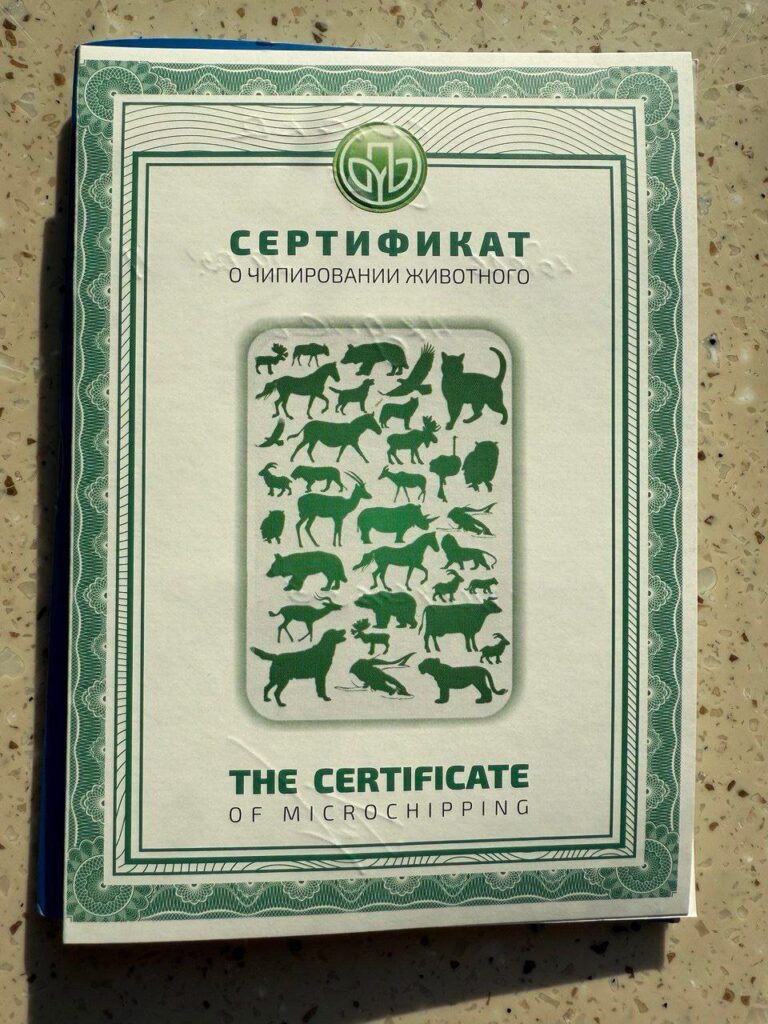 СЕРТИФИКАТ
О ЧИПИРОВАНИИ ЖИВОТНОГО
THE CERTIFICATE
OF MICROCHIPPING